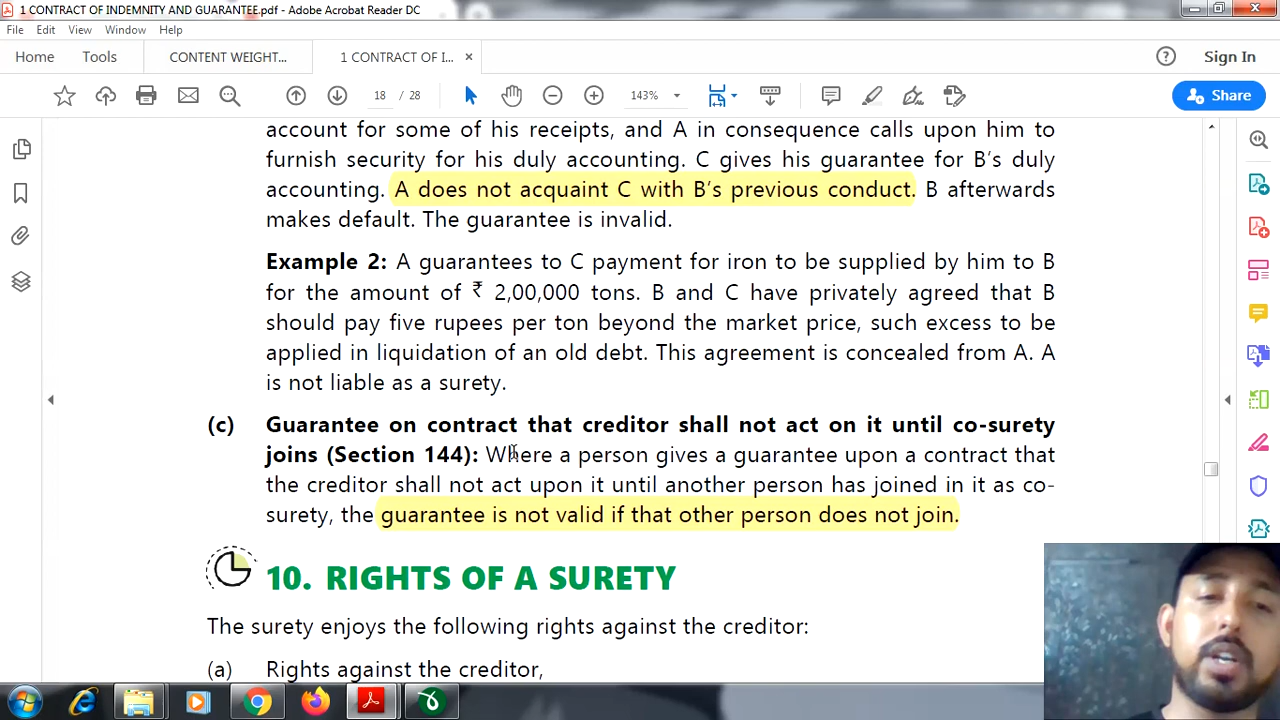 1 CONTRACT OF INDEMNITY AND GUARANTEE.pdf - Adobe Acrobat Reader DC
File Edit View Window Help
Home Tools CONTENT WEIGHT... 1 CONTRACT OF I... × Sign In
18 / 28 143% Share
account for some of his receipts, and A in consequence calls upon him to
furnish security for his duly accounting. C gives his guarantee for B's duly
accounting. A does not acquaint C with B's previous conduct. B afterwards
makes default. The guarantee is invalid.
Example 2: A guarantees to C payment for iron to be supplied by him to B
for the amount of ₹ 2,00,000 tons. B and C have privately agreed that B
should pay five rupees per ton beyond the market price, such excess to be
applied in liquidation of an old debt. This agreement is concealed from A. A
is not liable as a surety.
(c) Guarantee on contract that creditor shall not act on it until co-surety
joins (Section 144): Where a person gives a guarantee upon a contract that
the creditor shall not act upon it until another person has joined in it as co-
surety, the guarantee is not valid if that other person does not join.
10. RIGHTS OF A SURETY
The surety enjoys the following rights against the creditor:
(a) Rights against the creditor,